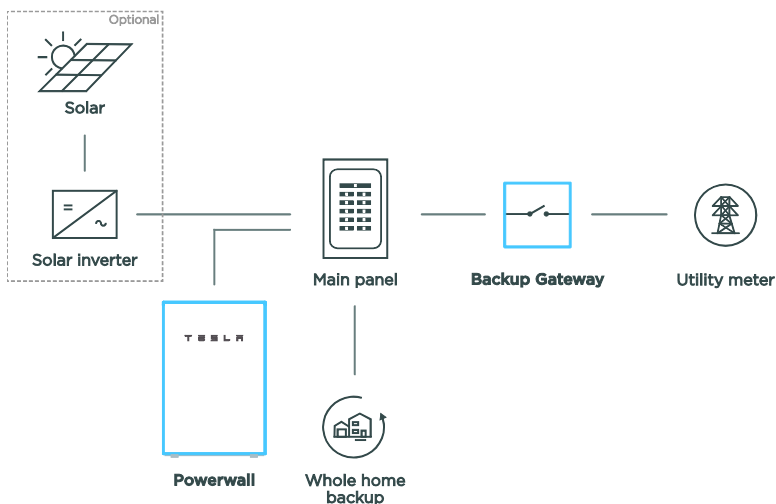 Optional
Solar
Solar inverter
Main panel
Backup Gateway
Utility meter
TESLA
Powerwall
Whole home
backup